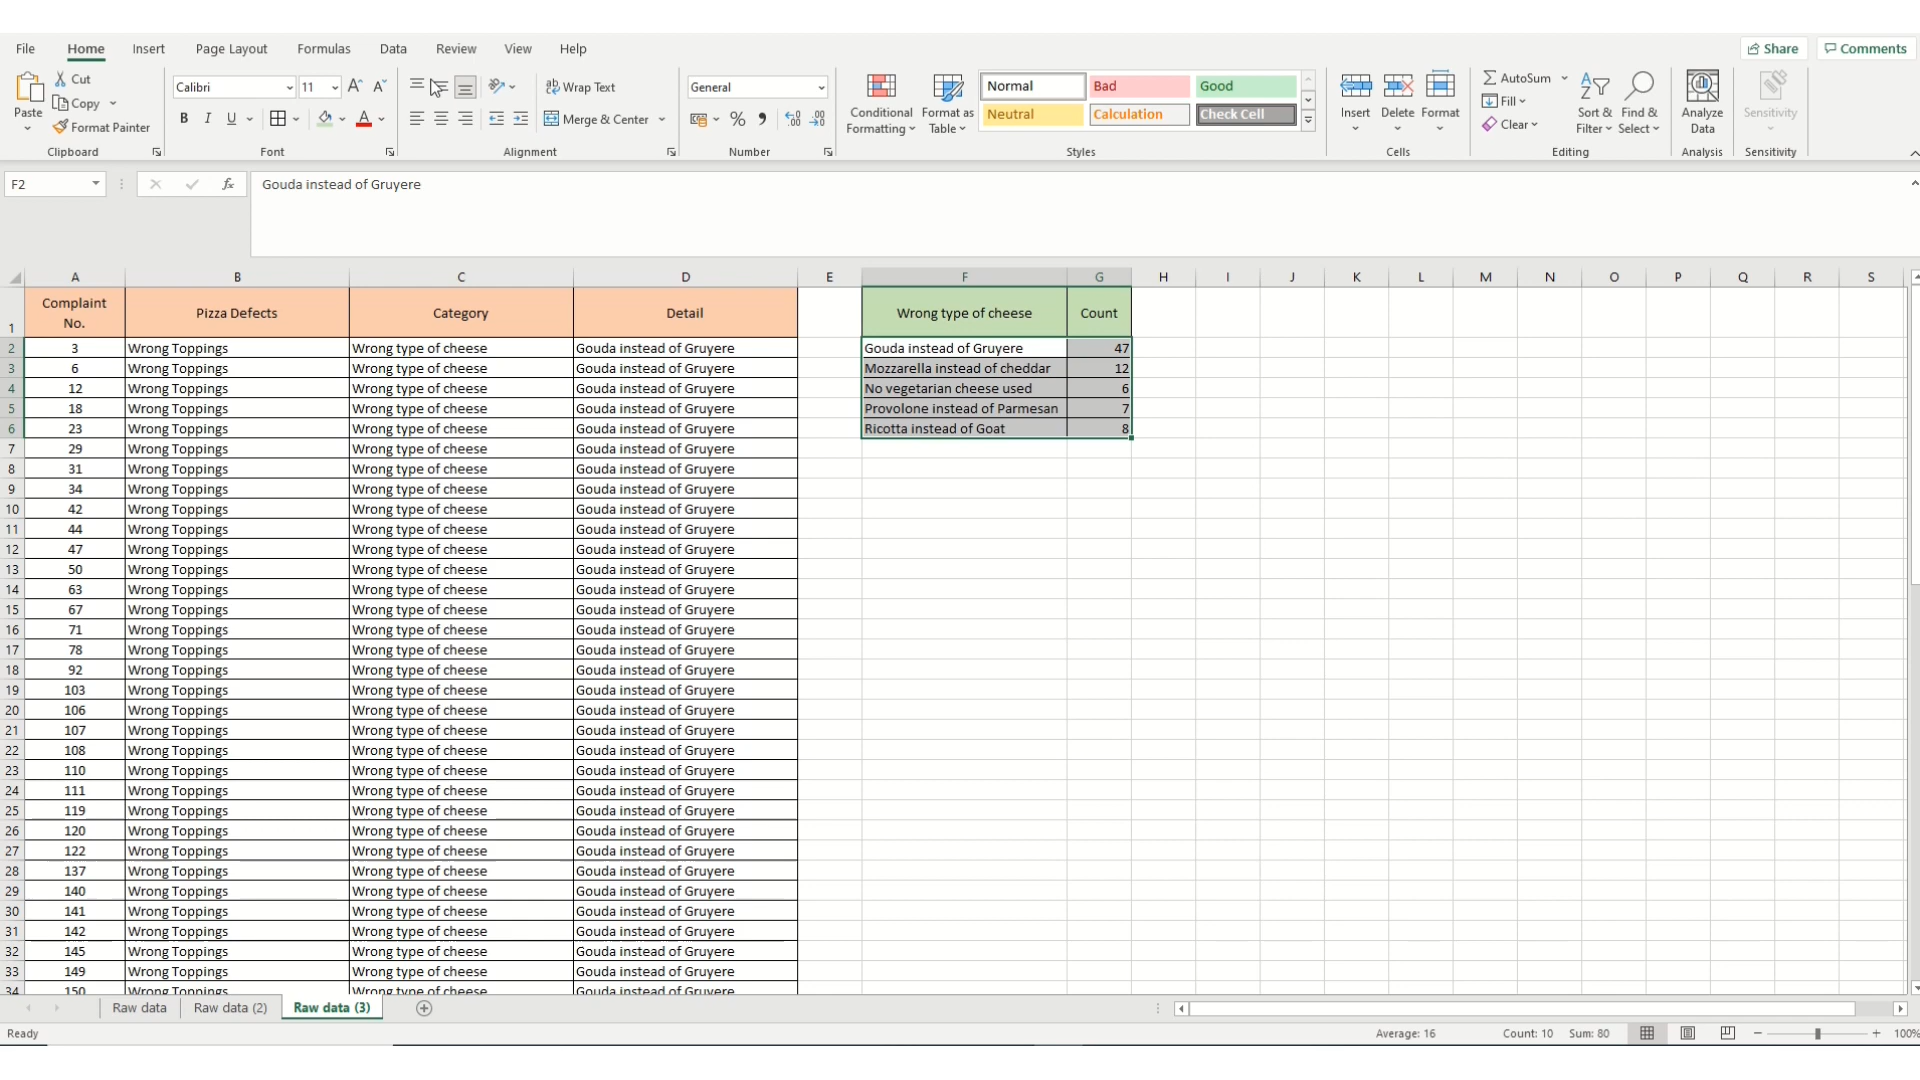 File Home Insert Page Layout Formulas Data Review View Help Share Comments
Paste Cut Copy Format Painter Clipboard
Calibri 11 B I U A Font
Wrap Text Merge & Center Alignment
General % Number
Conditional Formatting Format as Table Normal Bad Good Neutral Calculation Check Cell Styles
Insert Delete Format Cells
AutoSum Fill Clear Sort & Filter Find & Select Editing
Analyze Data Analysis
Sensitivity Sensitivity
F2 fx Gouda instead of Gruyere
A B C D E F G H I J K L M N O P Q R S
1 Complaint No. Pizza Defects Category Detail Wrong type of cheese Count
2 3 Wrong Toppings Wrong type of cheese Gouda instead of Gruyere Gouda instead of Gruyere 47
3 6 Wrong Toppings Wrong type of cheese Gouda instead of Gruyere Mozzarella instead of cheddar 12
4 12 Wrong Toppings Wrong type of cheese Gouda instead of Gruyere No vegetarian cheese used 6
5 18 Wrong Toppings Wrong type of cheese Gouda instead of Gruyere Provolone instead of Parmesan 7
6 23 Wrong Toppings Wrong type of cheese Gouda instead of Gruyere Ricotta instead of Goat 8
7 29 Wrong Toppings Wrong type of cheese Gouda instead of Gruyere
8 31 Wrong Toppings Wrong type of cheese Gouda instead of Gruyere
9 34 Wrong Toppings Wrong type of cheese Gouda instead of Gruyere
10 42 Wrong Toppings Wrong type of cheese Gouda instead of Gruyere
11 44 Wrong Toppings Wrong type of cheese Gouda instead of Gruyere
12 47 Wrong Toppings Wrong type of cheese Gouda instead of Gruyere
13 50 Wrong Toppings Wrong type of cheese Gouda instead of Gruyere
14 63 Wrong Toppings Wrong type of cheese Gouda instead of Gruyere
15 67 Wrong Toppings Wrong type of cheese Gouda instead of Gruyere
16 71 Wrong Toppings Wrong type of cheese Gouda instead of Gruyere
17 78 Wrong Toppings Wrong type of cheese Gouda instead of Gruyere
18 92 Wrong Toppings Wrong type of cheese Gouda instead of Gruyere
19 103 Wrong Toppings Wrong type of cheese Gouda instead of Gruyere
20 106 Wrong Toppings Wrong type of cheese Gouda instead of Gruyere
21 107 Wrong Toppings Wrong type of cheese Gouda instead of Gruyere
22 108 Wrong Toppings Wrong type of cheese Gouda instead of Gruyere
23 110 Wrong Toppings Wrong type of cheese Gouda instead of Gruyere
24 111 Wrong Toppings Wrong type of cheese Gouda instead of Gruyere
25 119 Wrong Toppings Wrong type of cheese Gouda instead of Gruyere
26 120 Wrong Toppings Wrong type of cheese Gouda instead of Gruyere
27 122 Wrong Toppings Wrong type of cheese Gouda instead of Gruyere
28 137 Wrong Toppings Wrong type of cheese Gouda instead of Gruyere
29 140 Wrong Toppings Wrong type of cheese Gouda instead of Gruyere
30 141 Wrong Toppings Wrong type of cheese Gouda instead of Gruyere
31 142 Wrong Toppings Wrong type of cheese Gouda instead of Gruyere
32 145 Wrong Toppings Wrong type of cheese Gouda instead of Gruyere
33 149 Wrong Toppings Wrong type of cheese Gouda instead of Gruyere
34 150 Wrong Toppings Wrong type of cheese Gouda instead of Gruyere
Raw data Raw data (2) Raw data (3)
Ready Average: 16 Count: 10 Sum: 80 100%